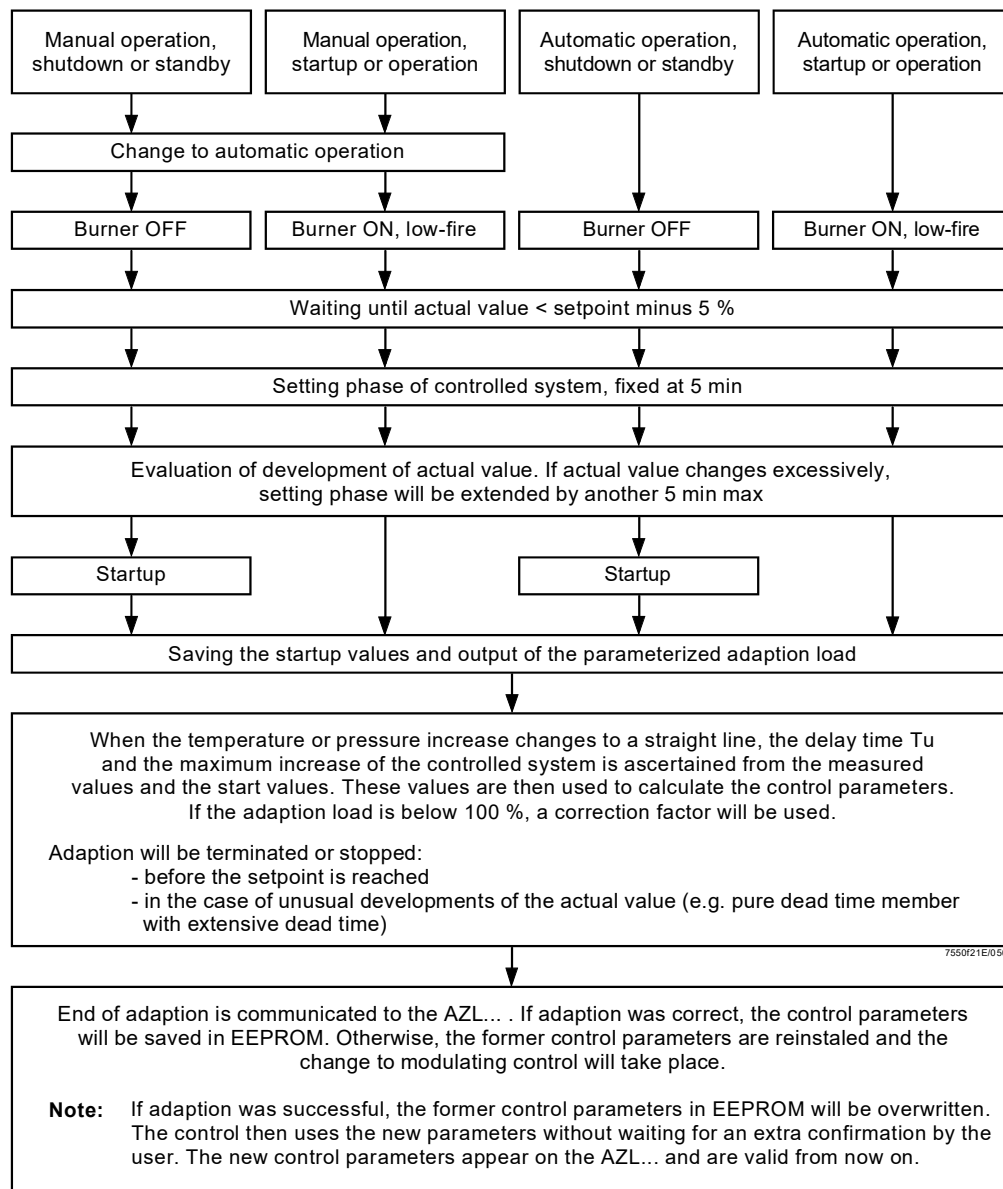 Manual operation,
shutdown or standby
Manual operation,
startup or operation
Automatic operation,
shutdown or standby
Automatic operation,
startup or operation
Change to automatic operation
Burner OFF
Burner ON, low-fire
Burner OFF
Burner ON, low-fire
Waiting until actual value < setpoint minus 5 %
Setting phase of controlled system, fixed at 5 min
Evaluation of development of actual value. If actual value changes excessively,
setting phase will be extended by another 5 min max
Startup
Startup
Saving the startup values and output of the parameterized adaption load
When the temperature or pressure increase changes to a straight line, the delay time Tu
and the maximum increase of the controlled system is ascertained from the measured
values and the start values. These values are then used to calculate the control parameters.
If the adaption load is below 100 %, a correction factor will be used.
Adaption will be terminated or stopped:
- before the setpoint is reached
- in the case of unusual developments of the actual value (e.g. pure dead time member
with extensive dead time)
End of adaption is communicated to the AZL... . If adaption was correct, the control parameters
will be saved in EEPROM. Otherwise, the former control parameters are reinstaled and the
change to modulating control will take place.
Note: If adaption was successful, the former control parameters in EEPROM will be overwritten.
The control then uses the new parameters without waiting for an extra confirmation by the
user. The new control parameters appear on the AZL... and are valid from now on.